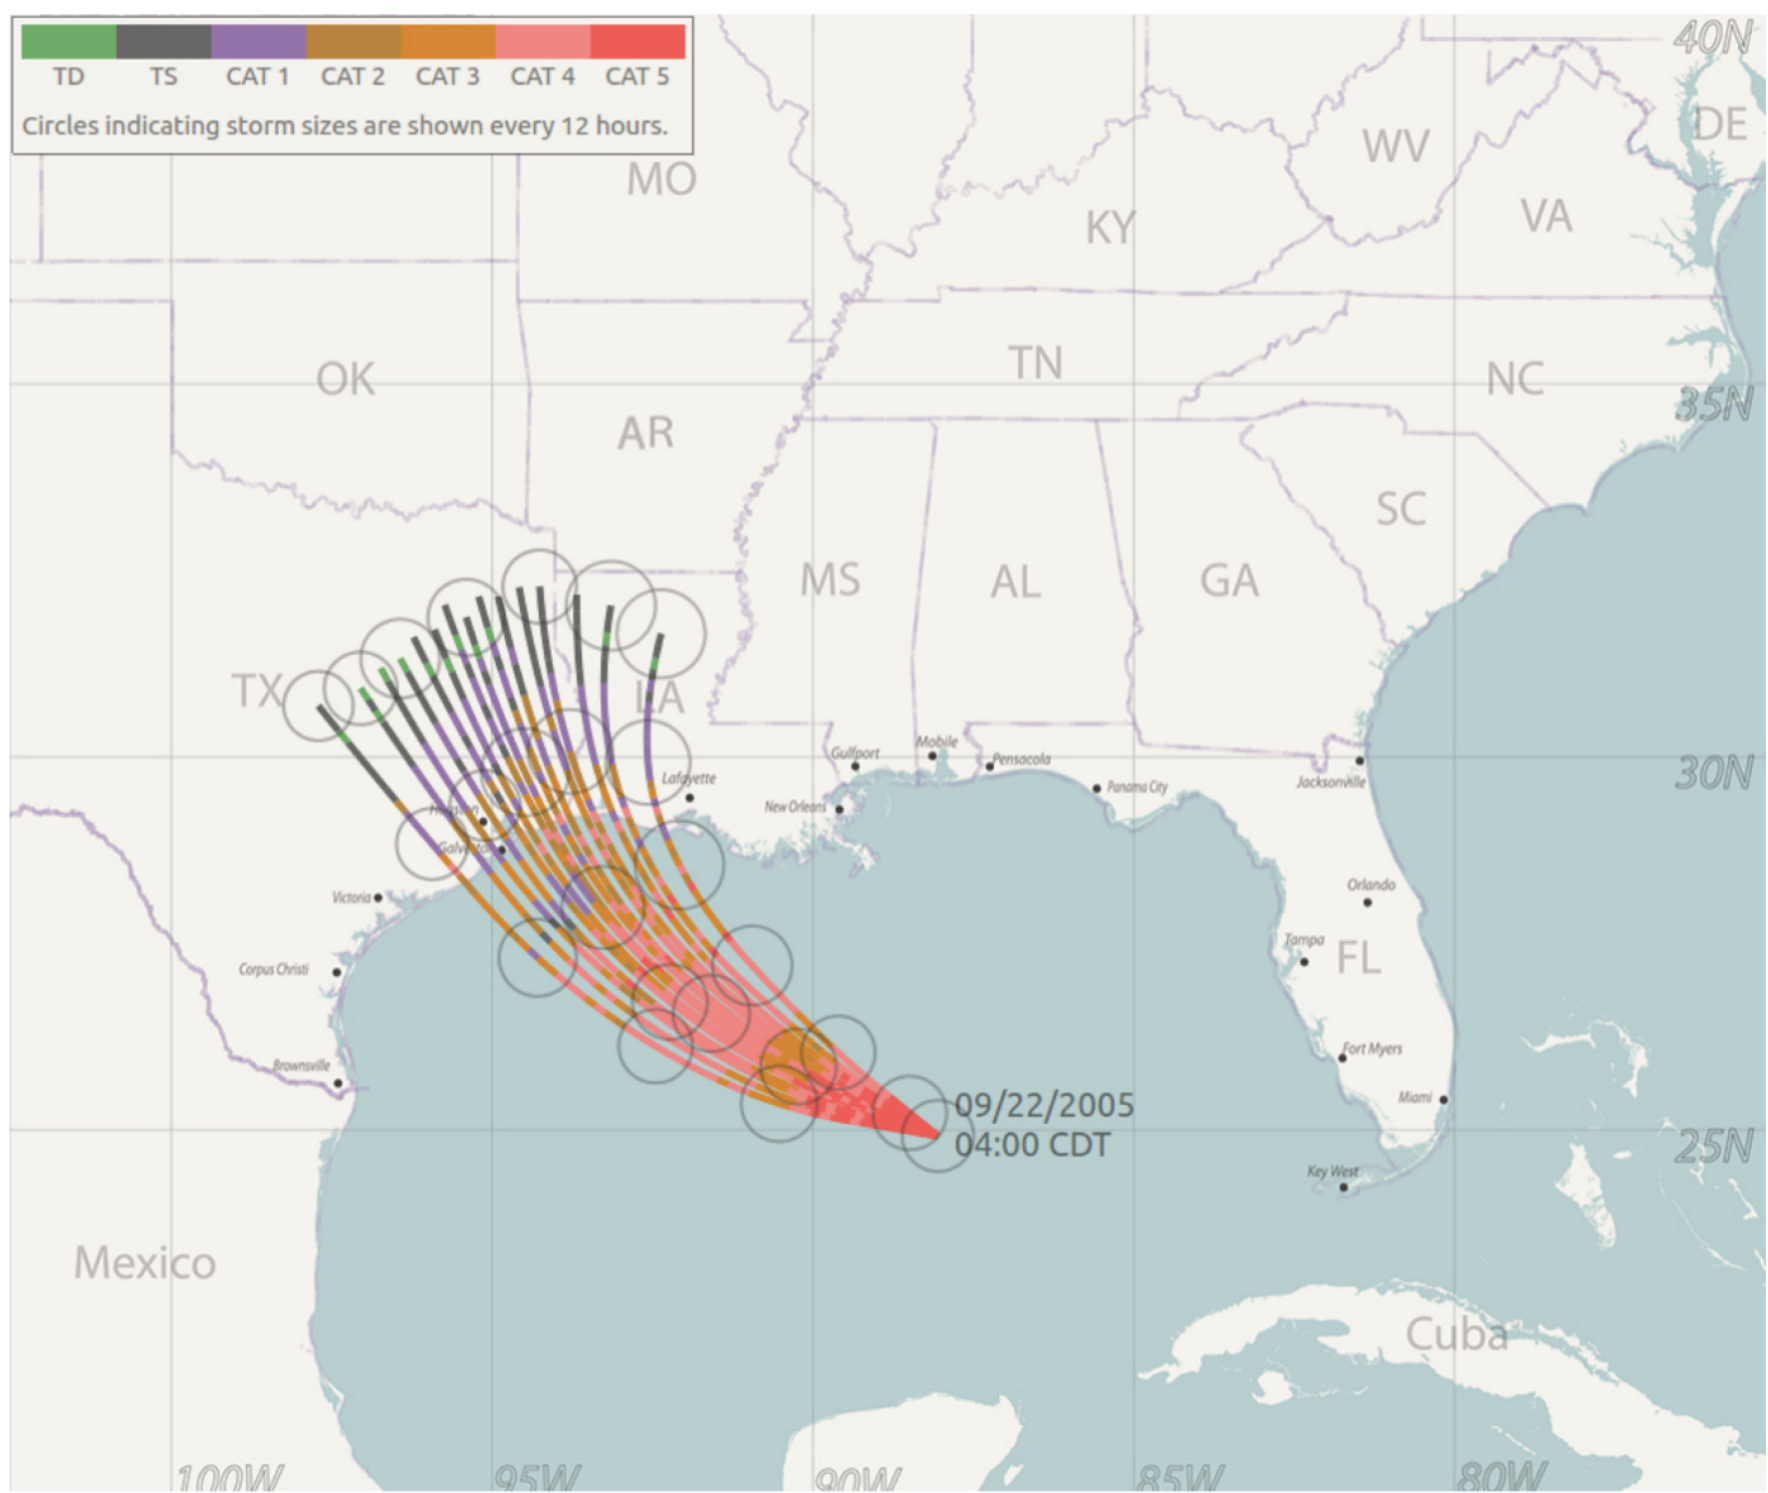 TD TS CAT 1 CAT 2 CAT 3 CAT 4 CAT 5
Circles indicating storm sizes are shown every 12 hours.
40N
DE
WV
MO
VA
KY
TN
OK
NC
35N
AR
SC
MS
AL
GA
TX
LA
Mobile
Gulfport
Pensacola
Jacksonville
30N
Lafayette
Panama City
New Orleans
Victoria
Orlando
Tampa
FL
Corpus Christi
Fort Myers
Brownsville
Miami
09/22/2005
04:00 CDT
25N
Key West
Mexico
Cuba
100W
95W
90W
85W
80W